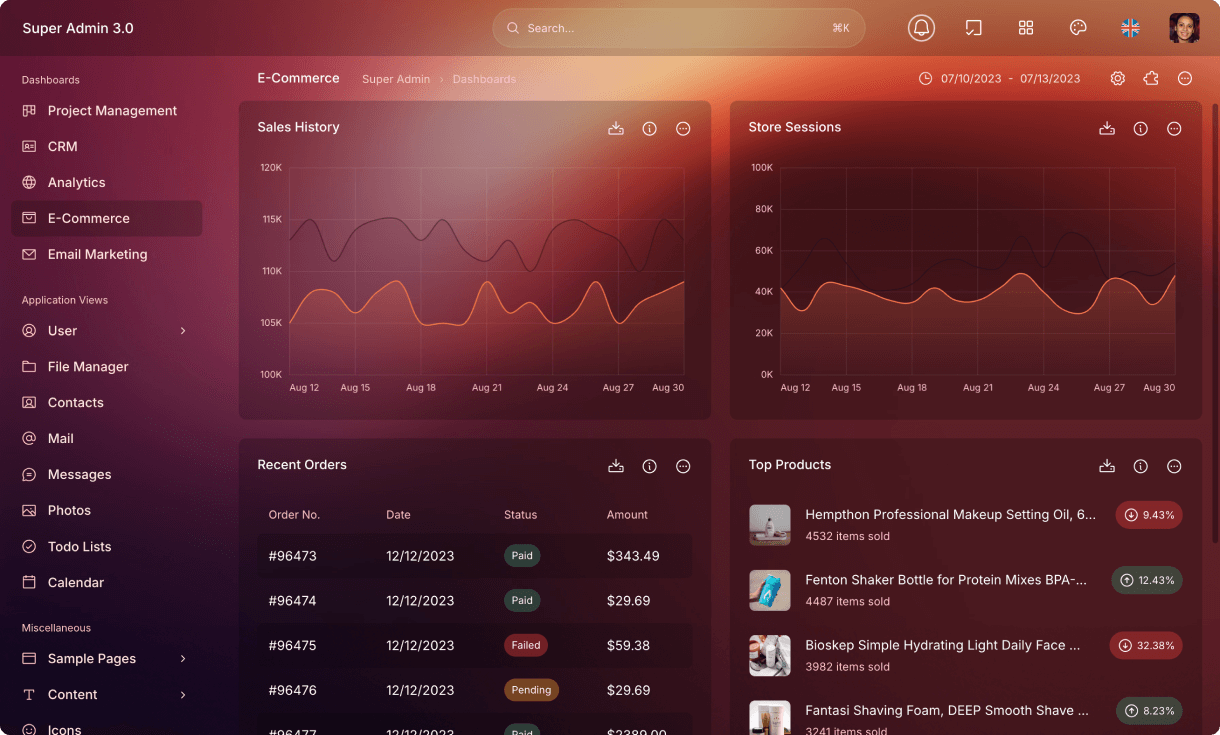 Super Admin 3.0
Search... ⌘K
Dashboards
Project Management
CRM
Analytics
E-Commerce
Email Marketing
Application Views
User
File Manager
Contacts
Mail
Messages
Photos
Todo Lists
Calendar
Miscellaneous
Sample Pages
Content
Icons
E-Commerce Super Admin › Dashboards
07/10/2023 - 07/13/2023
Sales History
120K
115K
110K
105K
100K
Aug 12 Aug 15 Aug 18 Aug 21 Aug 24 Aug 27 Aug 30
Store Sessions
100K
80K
60K
40K
20K
0K
Aug 12 Aug 15 Aug 18 Aug 21 Aug 24 Aug 27 Aug 30
Recent Orders
Order No. Date Status Amount
#96473 12/12/2023 Paid $343.49
#96474 12/12/2023 Paid $29.69
#96475 12/12/2023 Failed $59.38
#96476 12/12/2023 Pending $29.69
#96477 12/12/2023 Paid $2389.00
Top Products
Hempthon Professional Makeup Setting Oil, 6... 9.43%
4532 items sold
Fenton Shaker Bottle for Protein Mixes BPA-... 12.43%
4487 items sold
Bioskep Simple Hydrating Light Daily Face ... 32.38%
3982 items sold
Fantasi Shaving Foam, DEEP Smooth Shave ... 8.23%
3241 items sold